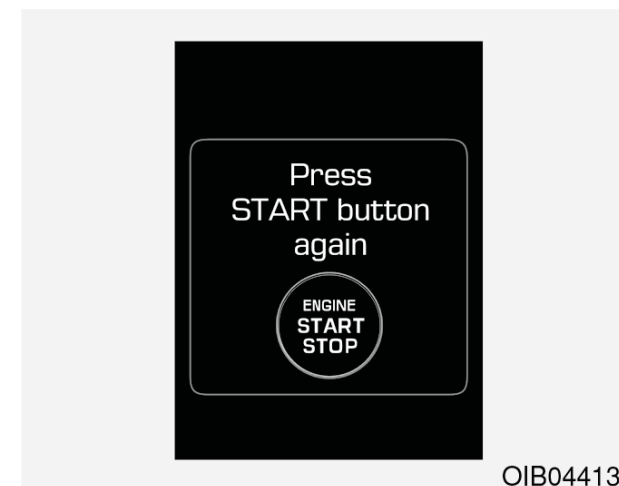 Press
START button
again
ENGINE
START
STOP
OIB04413